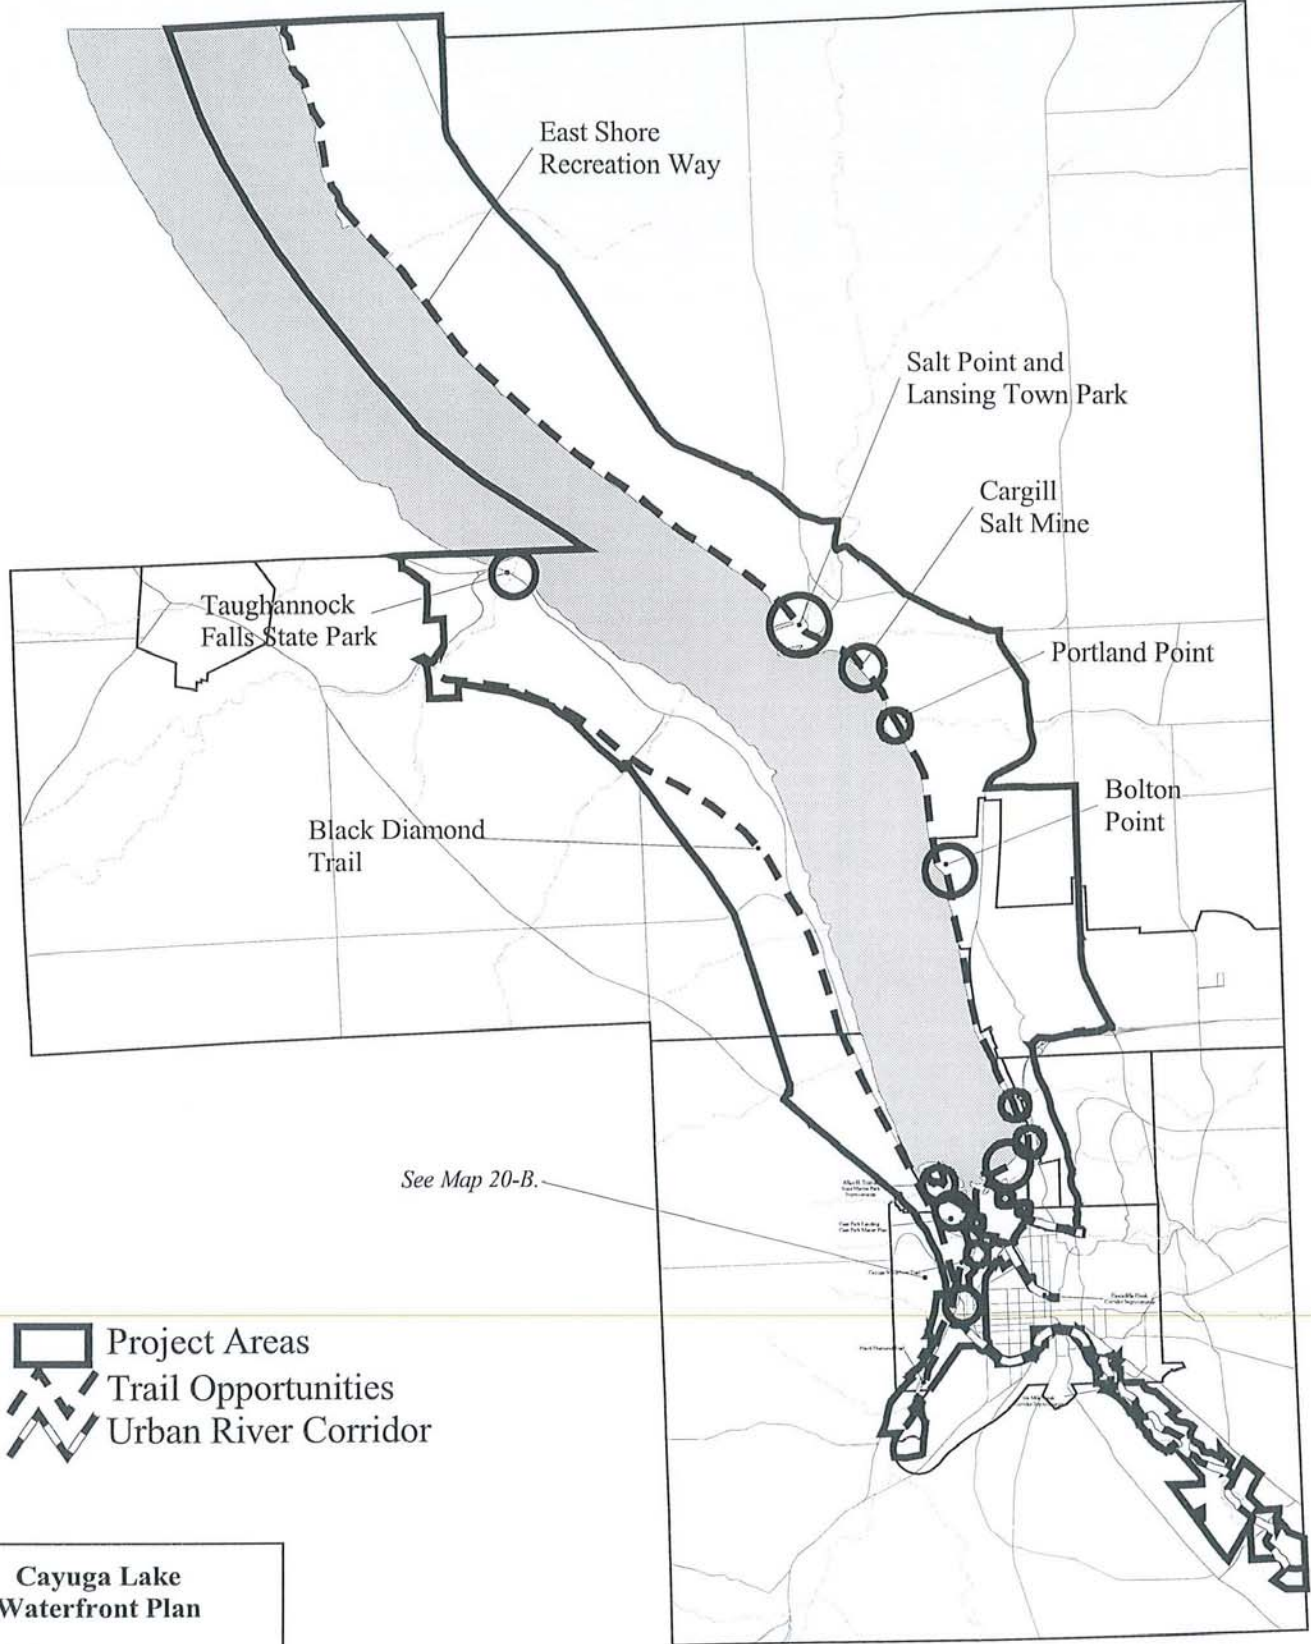 East Shore
Recreation Way
Salt Point and
Lansing Town Park
Cargill
Salt Mine
Taughannock
Falls State Park
Portland Point
Bolton
Point
Black Diamond
Trail
See Map 20-B.
Project Areas
Trail Opportunities
Urban River Corridor
Cayuga Lake
Waterfront Plan